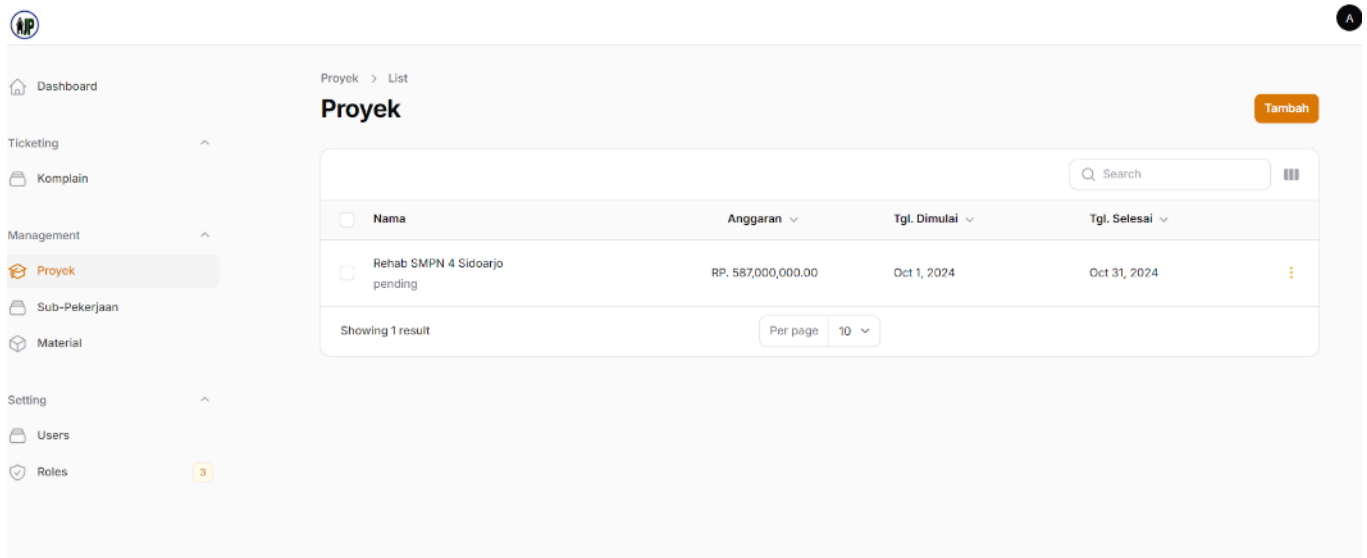 JP
A
Dashboard
Ticketing
Komplain
Management
Proyek
Sub-Pekerjaan
Material
Setting
Users
Roles 3
Proyek > List
Proyek
Tambah
Search
Nama Anggaran Tgl. Dimulai Tgl. Selesai
Rehab SMPN 4 Sidoarjo RP. 587,000,000.00 Oct 1, 2024 Oct 31, 2024
pending
Showing 1 result Per page 10